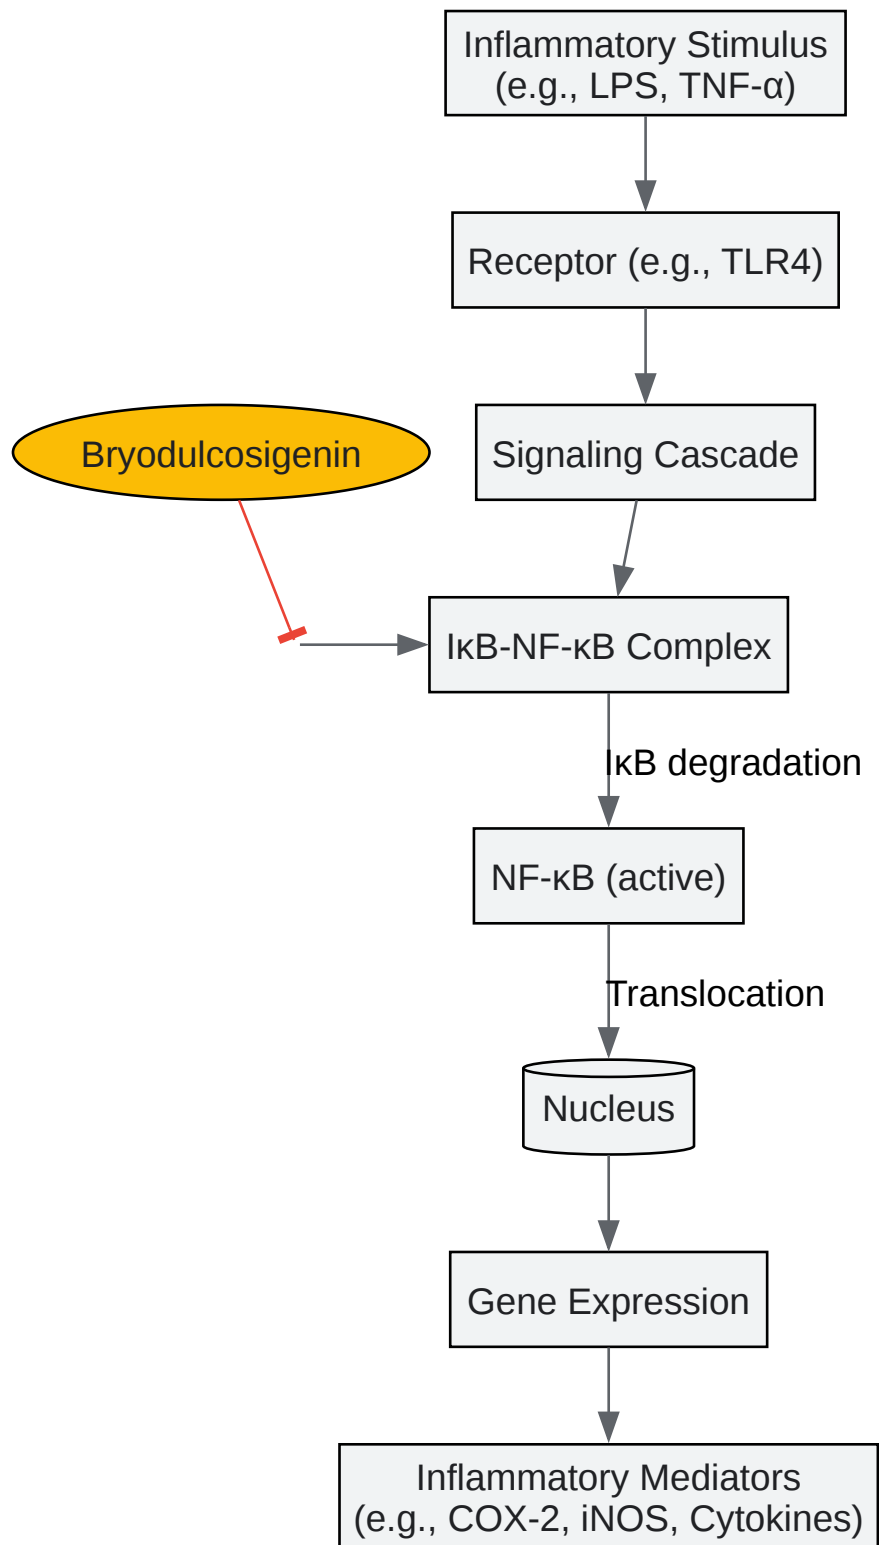 Inflammatory Stimulus
(e.g., LPS, TNF-α)
Receptor (e.g., TLR4)
Bryodulcosigenin
Signaling Cascade
IκB-NF-κB Complex
IκB degradation
NF-κB (active)
Translocation
Nucleus
Gene Expression
Inflammatory Mediators
(e.g., COX-2, iNOS, Cytokines)